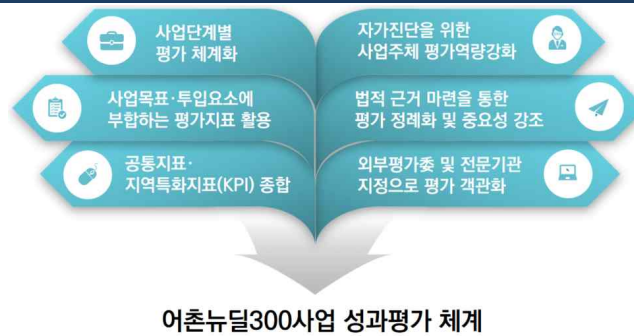 사업단계별
평가 체계화
자가진단을 위한
사업주체 평가역량강화
사업목표·투입요소에
부합하는 평가지표 활용
법적 근거 마련을 통한
평가 정례화 및 중요성 강조
공통지표·
지역특화지표(KPI) 종합
외부평가委 및 전문기관
지정으로 평가 객관화
어촌뉴딜300사업 성과평가 체계